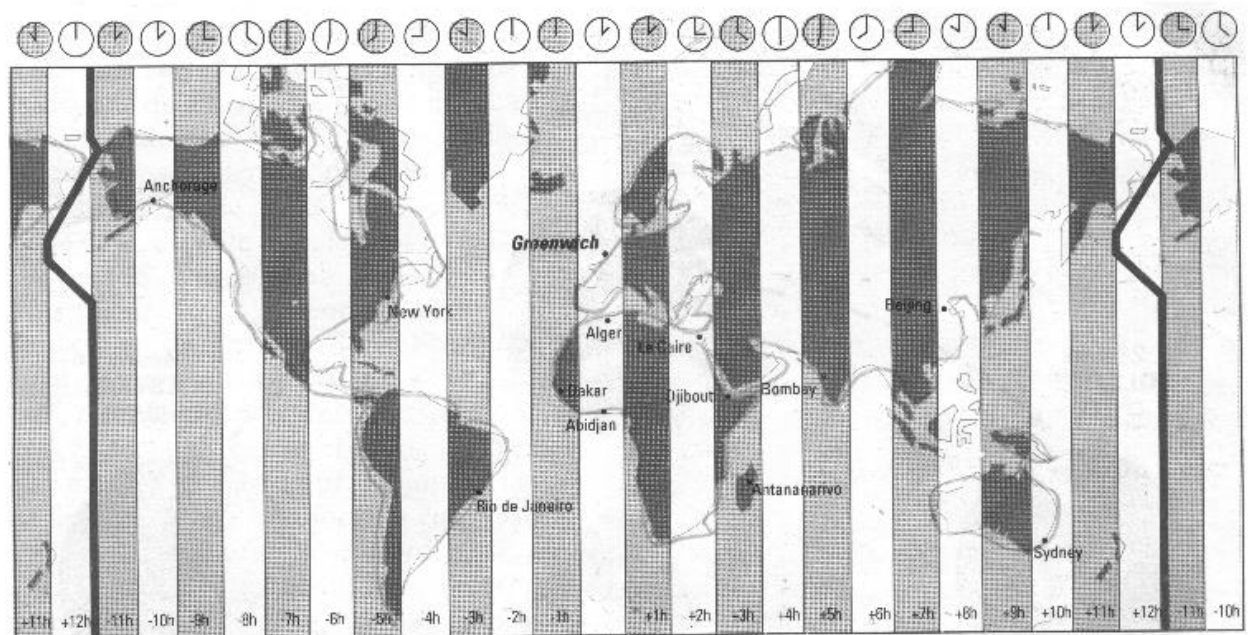 Anchorage
Greenwich
New York
Beijing
Alger
Le Caire
Dakar
Djibout
Bombay
Abidjan
Antananarivo
Rio de Janeiro
Sydney
+11h +12h -11h -10h -9h -8h -7h -6h -5h -4h -3h -2h -1h +1h +2h -3h -4h +5h +6h +7h +8h +9h +10h +11h +12h -11h -10h